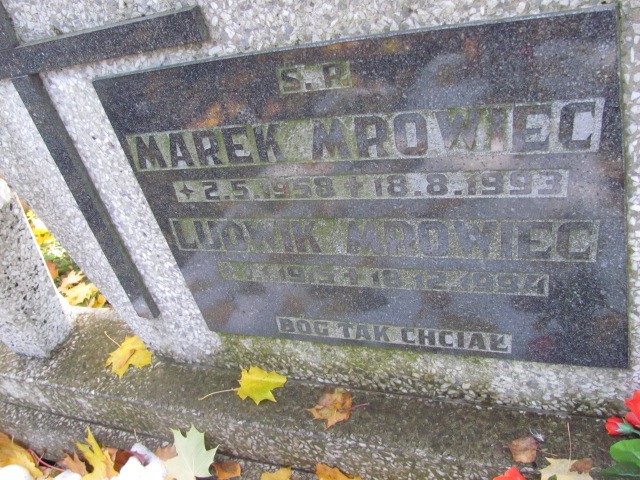 Ś. P.
MAREK MROWIEC
✦ 2.5.1958 ✝ 18.8.1993
LUDWIK MROWIEC
BÓG TAK CHCIAŁ